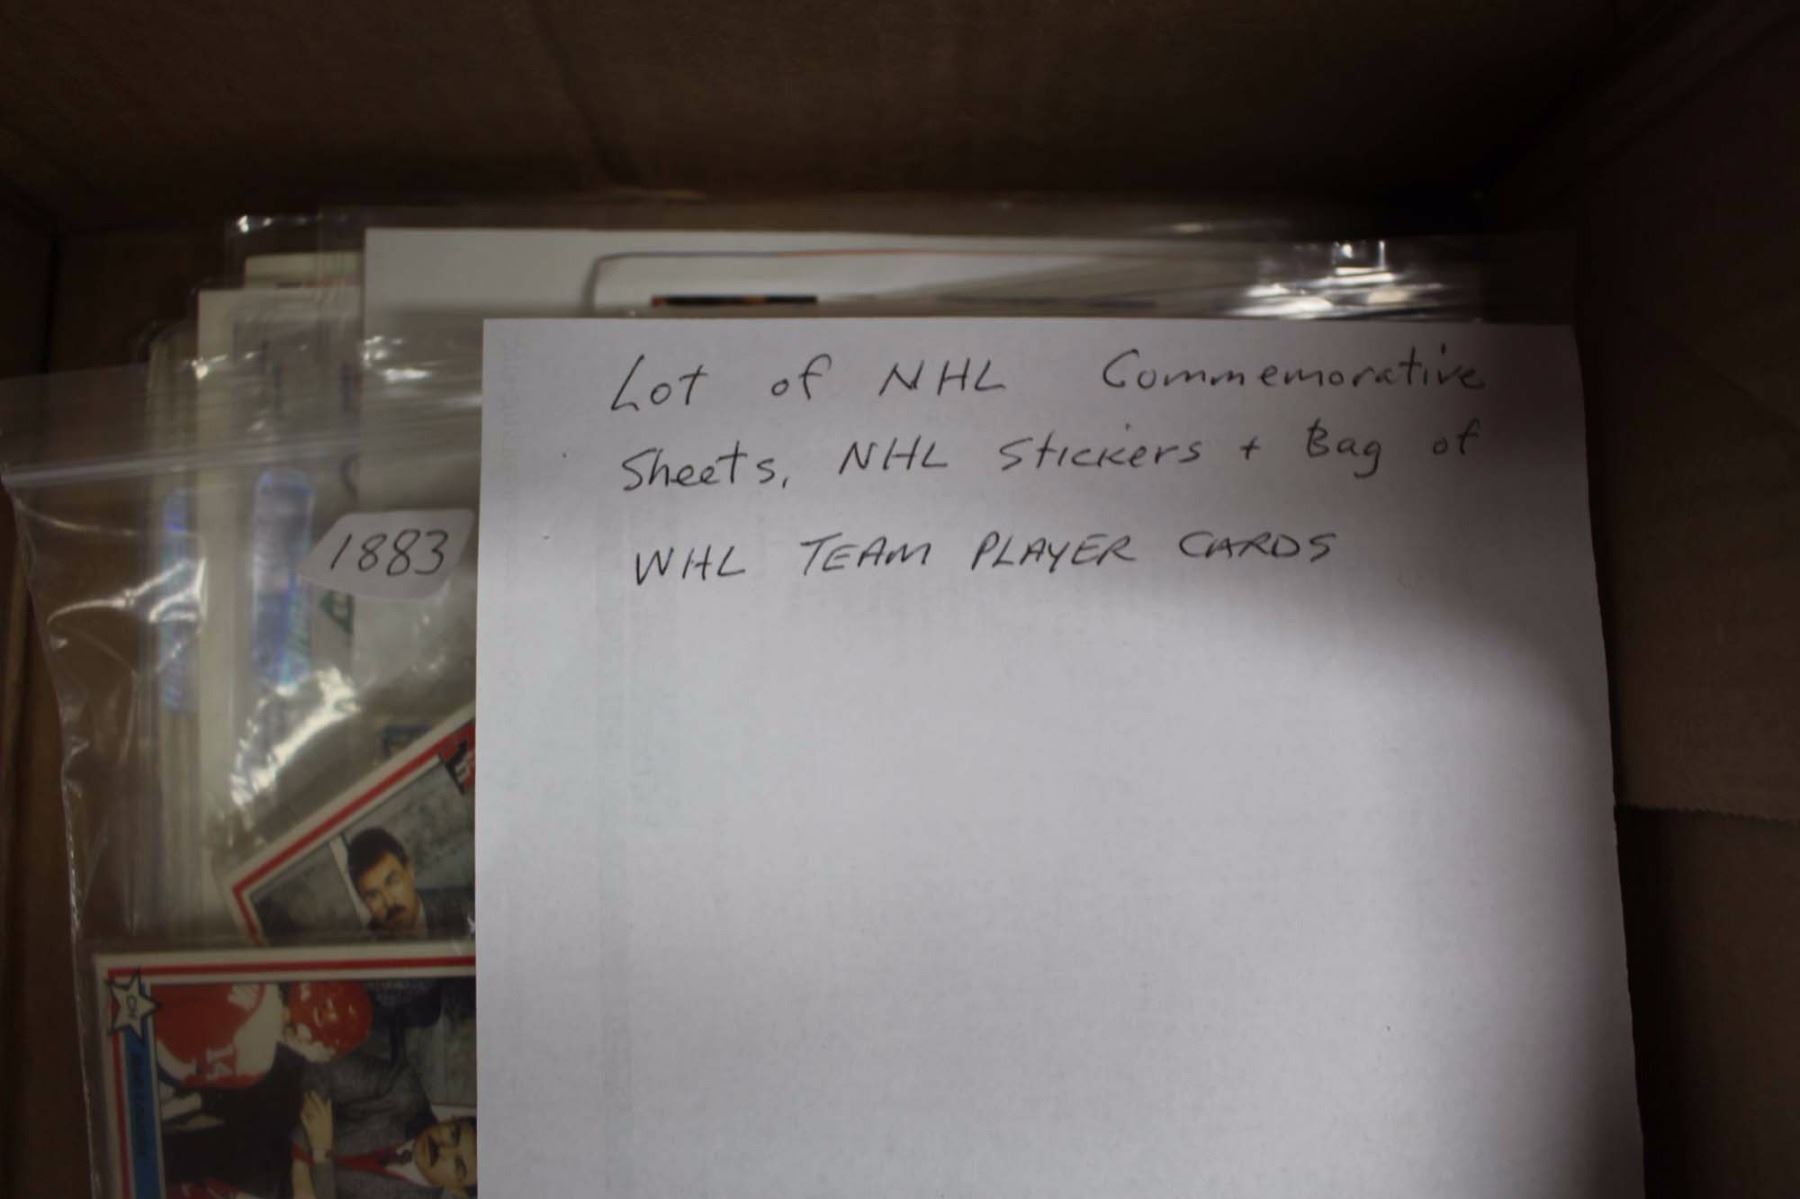 Lot of NHL Commemorative
Sheets, NHL Stickers + Bag of
WHL TEAM PLAYER CARDS
1883